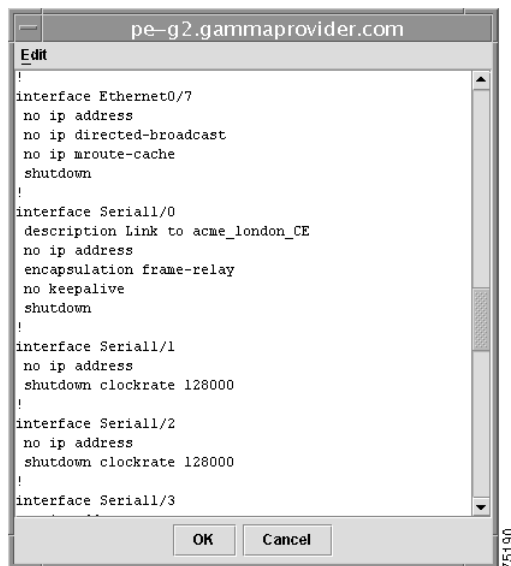 pe–g2.gammaprovider.com
Edit
!
interface Ethernet0/7
no ip address
no ip directed-broadcast
no ip mroute-cache
shutdown
!
interface Serial1/0
description Link to acme_london_CE
no ip address
encapsulation frame-relay
no keepalive
shutdown
!
interface Serial1/1
no ip address
shutdown clockrate 128000
!
interface Serial1/2
no ip address
shutdown clockrate 128000
!
interface Serial1/3
OK Cancel
75190